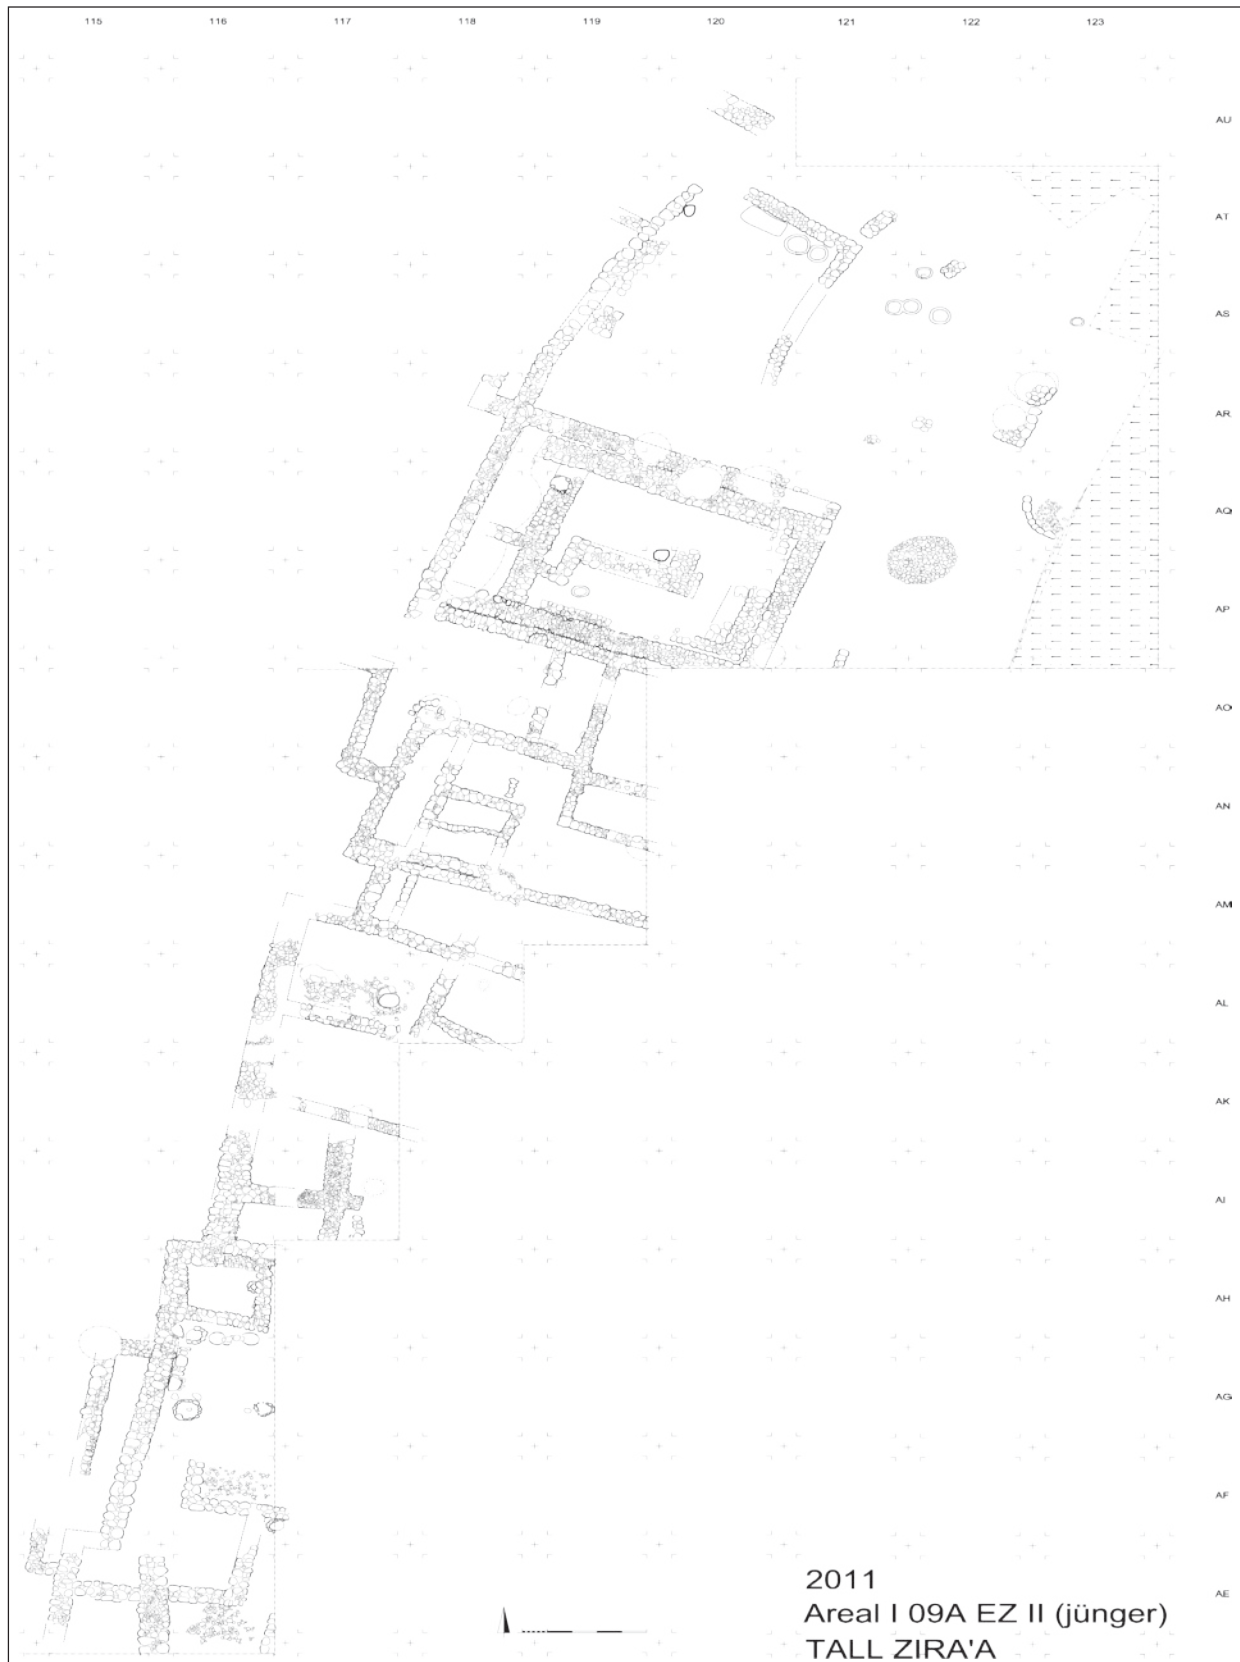 115 116 117 118 119 120 121 122 123
AU
AT
AS
AR
AQ
AP
AO
AN
AM
AL
AK
AI
AH
AG
AF
AE
2011
Areal I 09A EZ II (jünger)
TALL ZIRA'A